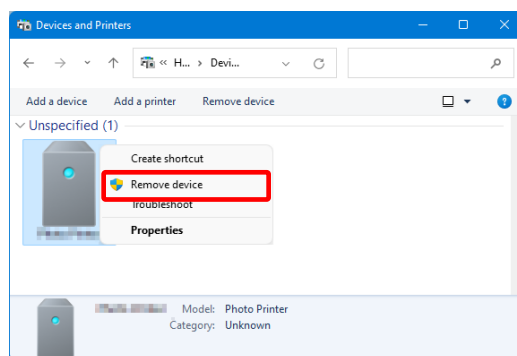 Devices and Printers
« H... › Devi...
Add a device Add a printer Remove device
Unspecified (1)
Create shortcut
Remove device
Troubleshoot
Properties
Model: Photo Printer
Category: Unknown